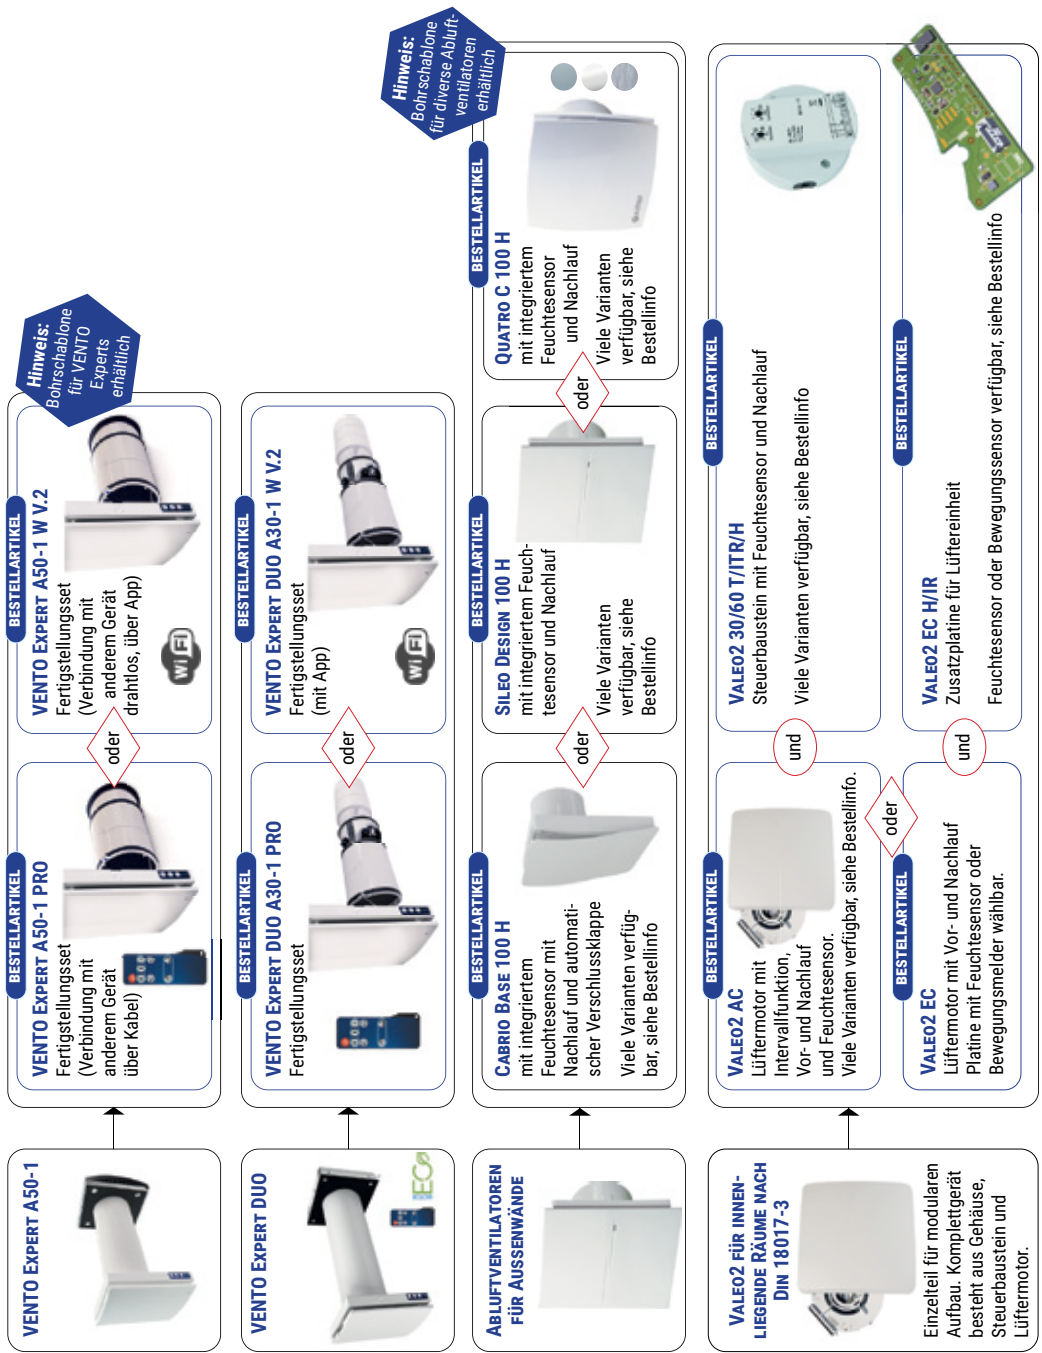 VENTO EXPERT A50-1
BESTELLARTIKEL
VENTO EXPERT A50-1 PRO
Fertigstellungsset
(Verbindung mit
anderem Gerät
über Kabel)
oder
BESTELLARTIKEL
VENTO EXPERT A50-1 W V.2
Fertigstellungsset
(Verbindung mit
anderem Gerät
drahtlos, über App)
WiFi
Hinweis:
Bohrschablone
für VENTO
Experts
erhältlich
VENTO EXPERT DUO
ECO
BESTELLARTIKEL
VENTO EXPERT DUO A30-1 PRO
Fertigstellungsset
oder
BESTELLARTIKEL
VENTO EXPERT DUO A30-1 W V.2
Fertigstellungsset
(mit App)
WiFi
ABLUFTVENTILATOREN
FÜR AUSSENWÄNDE
BESTELLARTIKEL
CABRIO BASE 100 H
mit integriertem
Feuchtesensor mit
Nachlauf und automati-
scher Verschlussklappe
Viele Varianten verfüg-
bar, siehe Bestellinfo
oder
BESTELLARTIKEL
SILEO DESIGN 100 H
mit integriertem Feuch-
tesensor und Nachlauf
Viele Varianten
verfügbar, siehe
Bestellinfo
oder
BESTELLARTIKEL
QUATRO C 100 H
mit integriertem
Feuchtesensor
und Nachlauf
Viele Varianten
verfügbar, siehe
Bestellinfo
Hinweis:
Bohrschablone
für diverse Abluft-
ventilatoren
erhältlich
VALEO2 FÜR INNEN-
LIEGENDE RÄUME NACH
DIN 18017-3
Einzelteil für modularen
Aufbau. Komplettgerät
besteht aus Gehäuse,
Steuerbaustein und
Lüftermotor.
BESTELLARTIKEL
VALEO2 AC
Lüftermotor mit
Intervallfunktion,
Vor- und Nachlauf
und Feuchtesensor.
Viele Varianten verfügbar, siehe Bestellinfo.
und
BESTELLARTIKEL
VALEO2 30/60 T/ITR/H
Steuerbaustein mit Feuchtesensor und Nachlauf
Viele Varianten verfügbar, siehe Bestellinfo
oder
BESTELLARTIKEL
VALEO2 EC
Lüftermotor mit Vor- und Nachlauf
Platine mit Feuchtesensor oder
Bewegungsmelder wählbar.
und
BESTELLARTIKEL
VALEO2 EC H/IR
Zusatzplatine für Lüftereinheit
Feuchtesensor oder Bewegungssensor verfügbar, siehe Bestellinfo